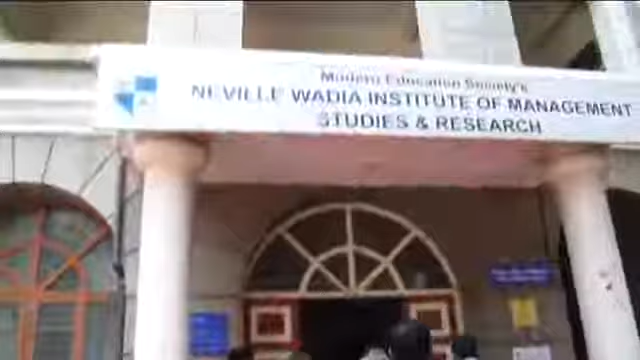 Modern Education Society's
NEVILLE WADIA INSTITUTE OF MANAGEMENT
STUDIES & RESEARCH